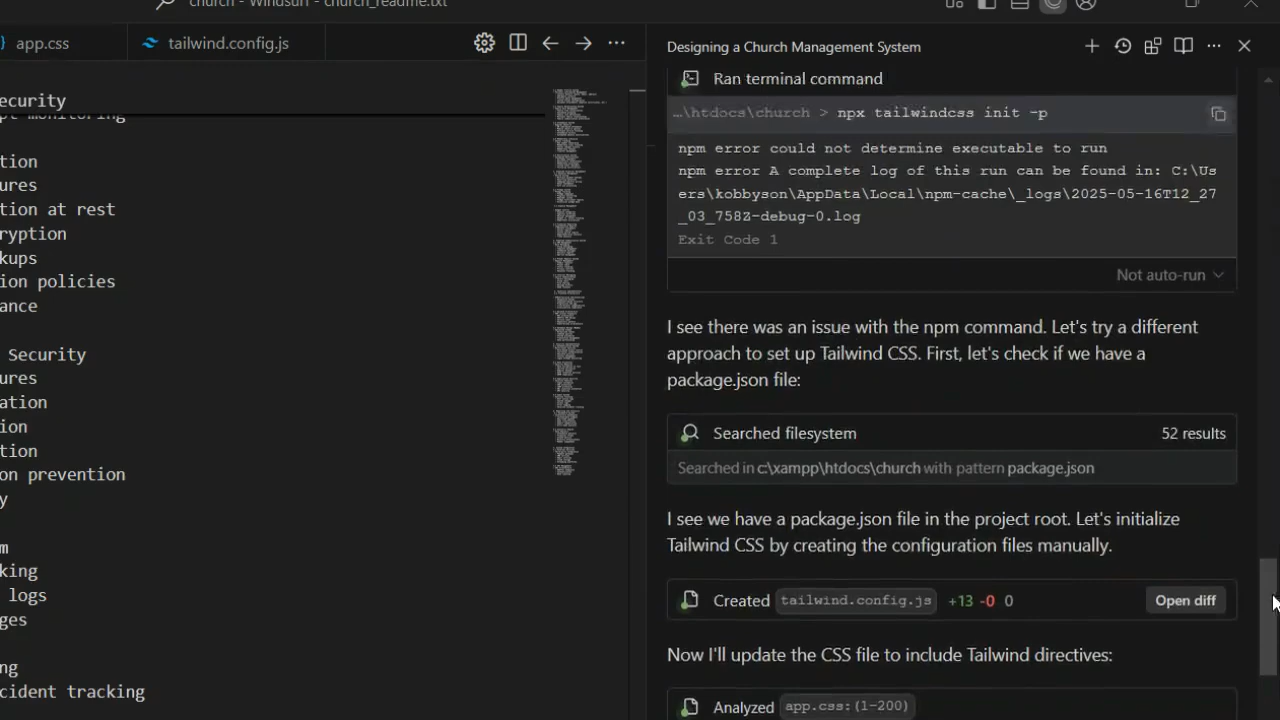 church - Windsurf - church_readme.txt
app.css
tailwind.config.js
ecurity
pt monitoring
tion
ures
tion at rest
ryption
kups
ion policies
ance
Security
ures
ation
ion
tion
on prevention
y
m
king
logs
ges
ng
cident tracking
Designing a Church Management System
Ran terminal command
...\htdocs\church > npx tailwindcss init -p
npm error could not determine executable to run
npm error A complete log of this run can be found in: C:\Us
ers\kobbyson\AppData\Local\npm-cache\_logs\2025-05-16T12_27
_03_758Z-debug-0.log
Exit Code 1
Not auto-run
I see there was an issue with the npm command. Let's try a different
approach to set up Tailwind CSS. First, let's check if we have a
package.json file:
Searched filesystem 52 results
Searched in c:\xampp\htdocs\church with pattern package.json
I see we have a package.json file in the project root. Let's initialize
Tailwind CSS by creating the configuration files manually.
Created tailwind.config.js +13 -0 0 Open diff
Now I'll update the CSS file to include Tailwind directives:
Analyzed app.css:(1-200)